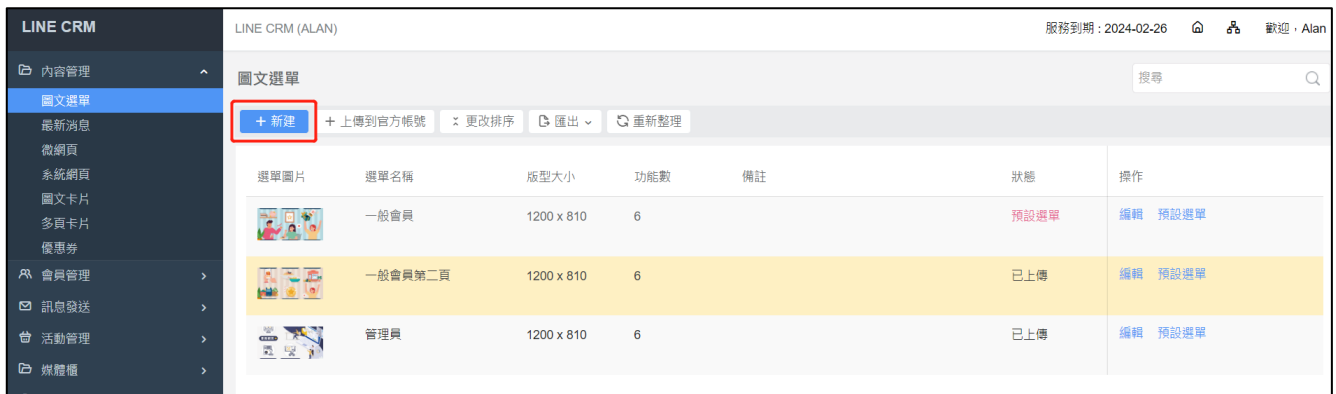 LINE CRM
LINE CRM (ALAN)
服務到期 : 2024-02-26
歡迎，Alan
內容管理
圖文選單
最新消息
微網頁
系統網頁
圖文卡片
多頁卡片
優惠券
會員管理
訊息發送
活動管理
媒體櫃
圖文選單
搜尋
+ 新建
+ 上傳到官方帳號
更改排序
匯出
重新整理
選單圖片 選單名稱 版型大小 功能數 備註 狀態 操作
一般會員 1200 x 810 6 預設選單 編輯 預設選單
一般會員第二頁 1200 x 810 6 已上傳 編輯 預設選單
管理員 1200 x 810 6 已上傳 編輯 預設選單